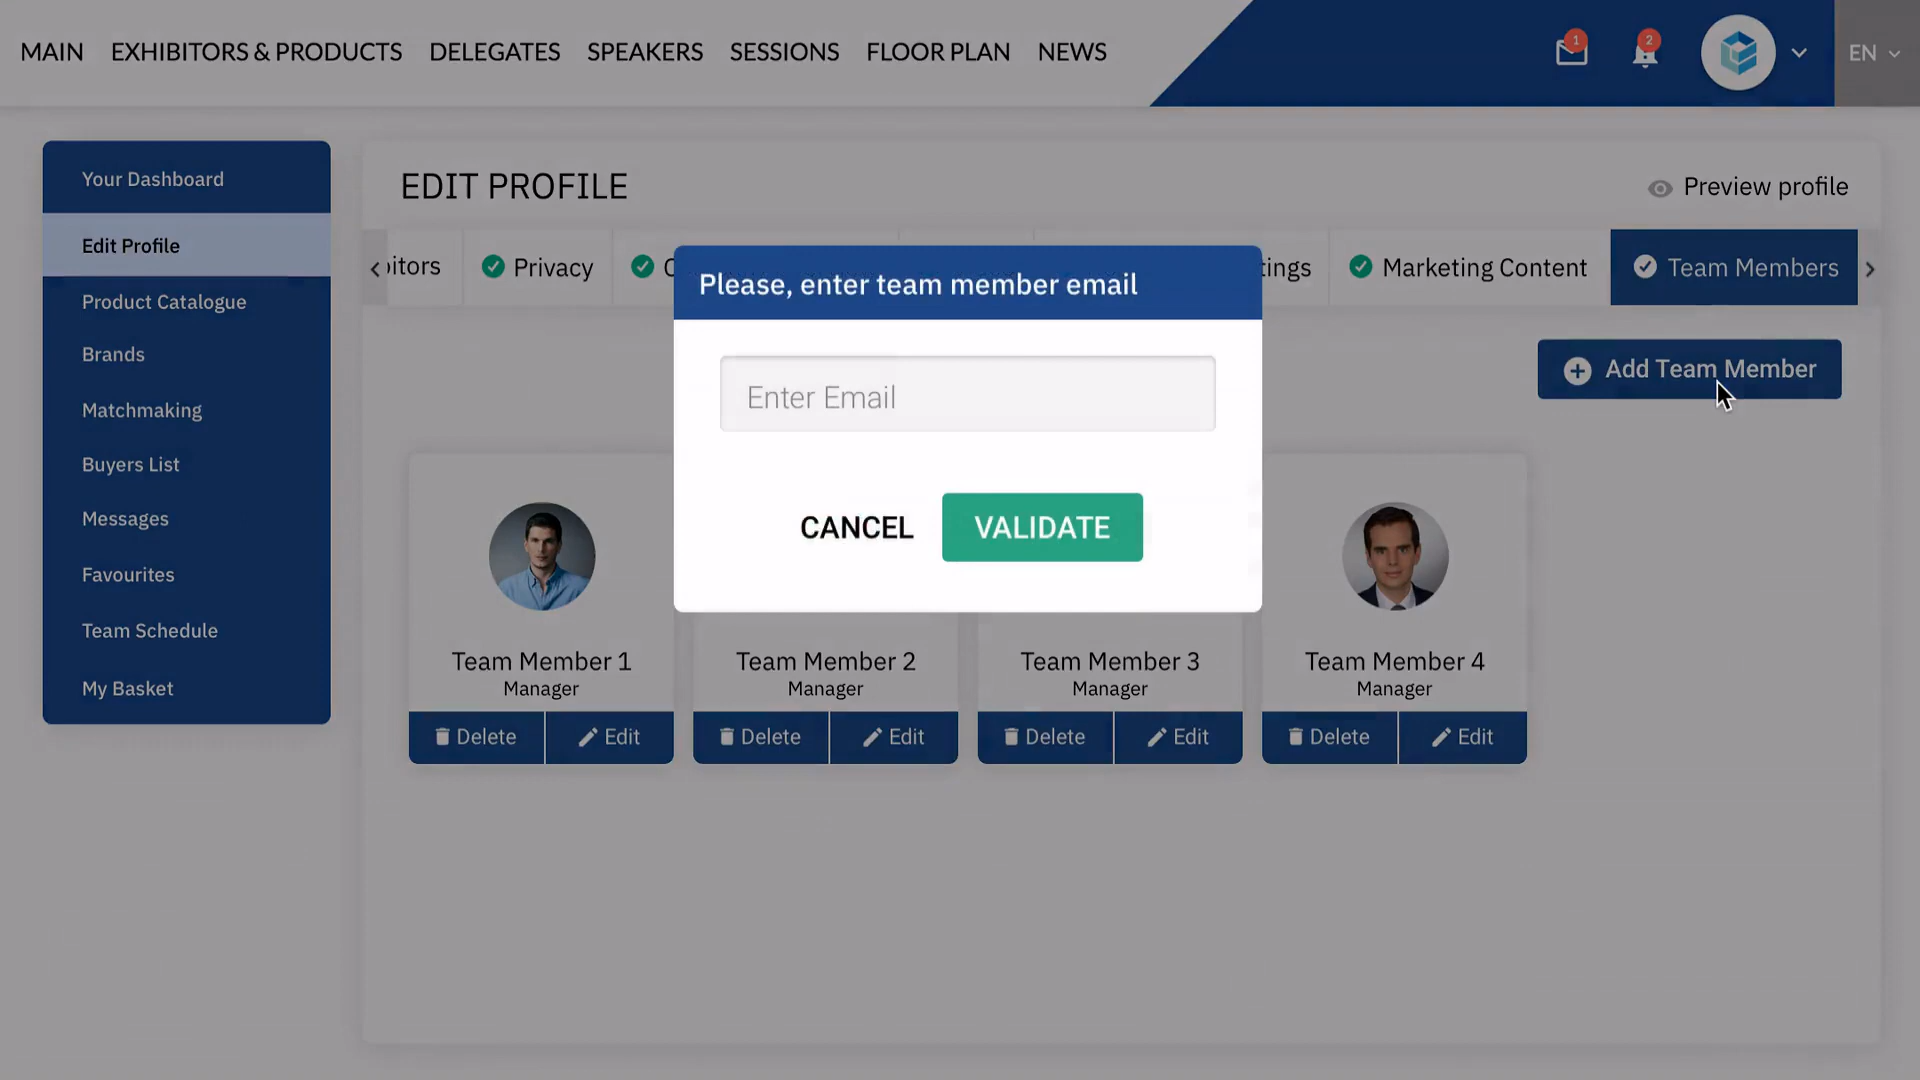 MAIN EXHIBITORS & PRODUCTS DELEGATES SPEAKERS SESSIONS FLOOR PLAN NEWS 1 2 EN
Your Dashboard
Edit Profile
Product Catalogue
Brands
Matchmaking
Buyers List
Messages
Favourites
Team Schedule
My Basket
EDIT PROFILE
Preview profile
Privacy
Marketing Content
Team Members
Add Team Member
Please, enter team member email
Enter Email
CANCEL VALIDATE
Team Member 1
Manager
Delete Edit
Team Member 2
Manager
Delete Edit
Team Member 3
Manager
Delete Edit
Team Member 4
Manager
Delete Edit